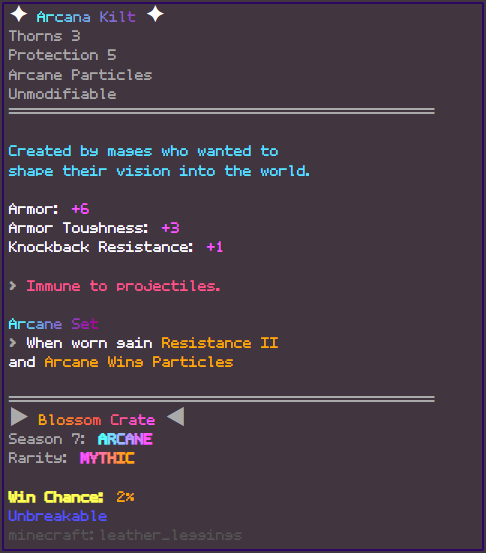 ✦ Arcana Kilt ✦
Thorns 3
Protection 5
Arcane Particles
Unmodifiable
Created by mages who wanted to
shape their vision into the world.
Armor: +6
Armor Toughness: +3
Knockback Resistance: +1
> Immune to projectiles.
Arcane Set
> When worn gain Resistance II
and Arcane Wing Particles
▶ Blossom Crate ◀
Season 7: ARCANE
Rarity: MYTHIC
Win Chance: 2%
Unbreakable
minecraft:leather_leggings